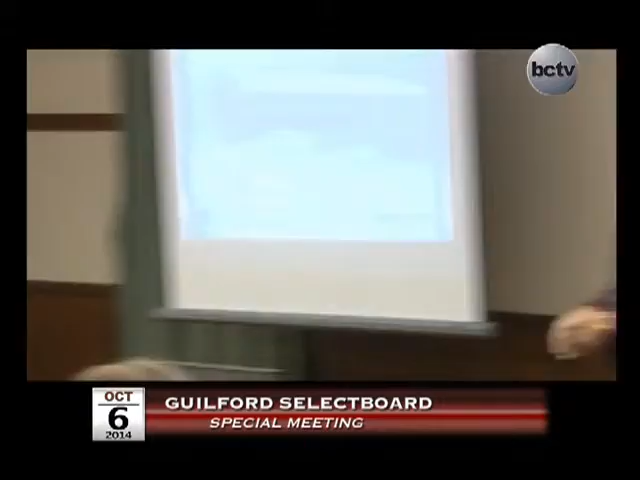 bctv
OCT
6
2014
GUILFORD SELECTBOARD
SPECIAL MEETING